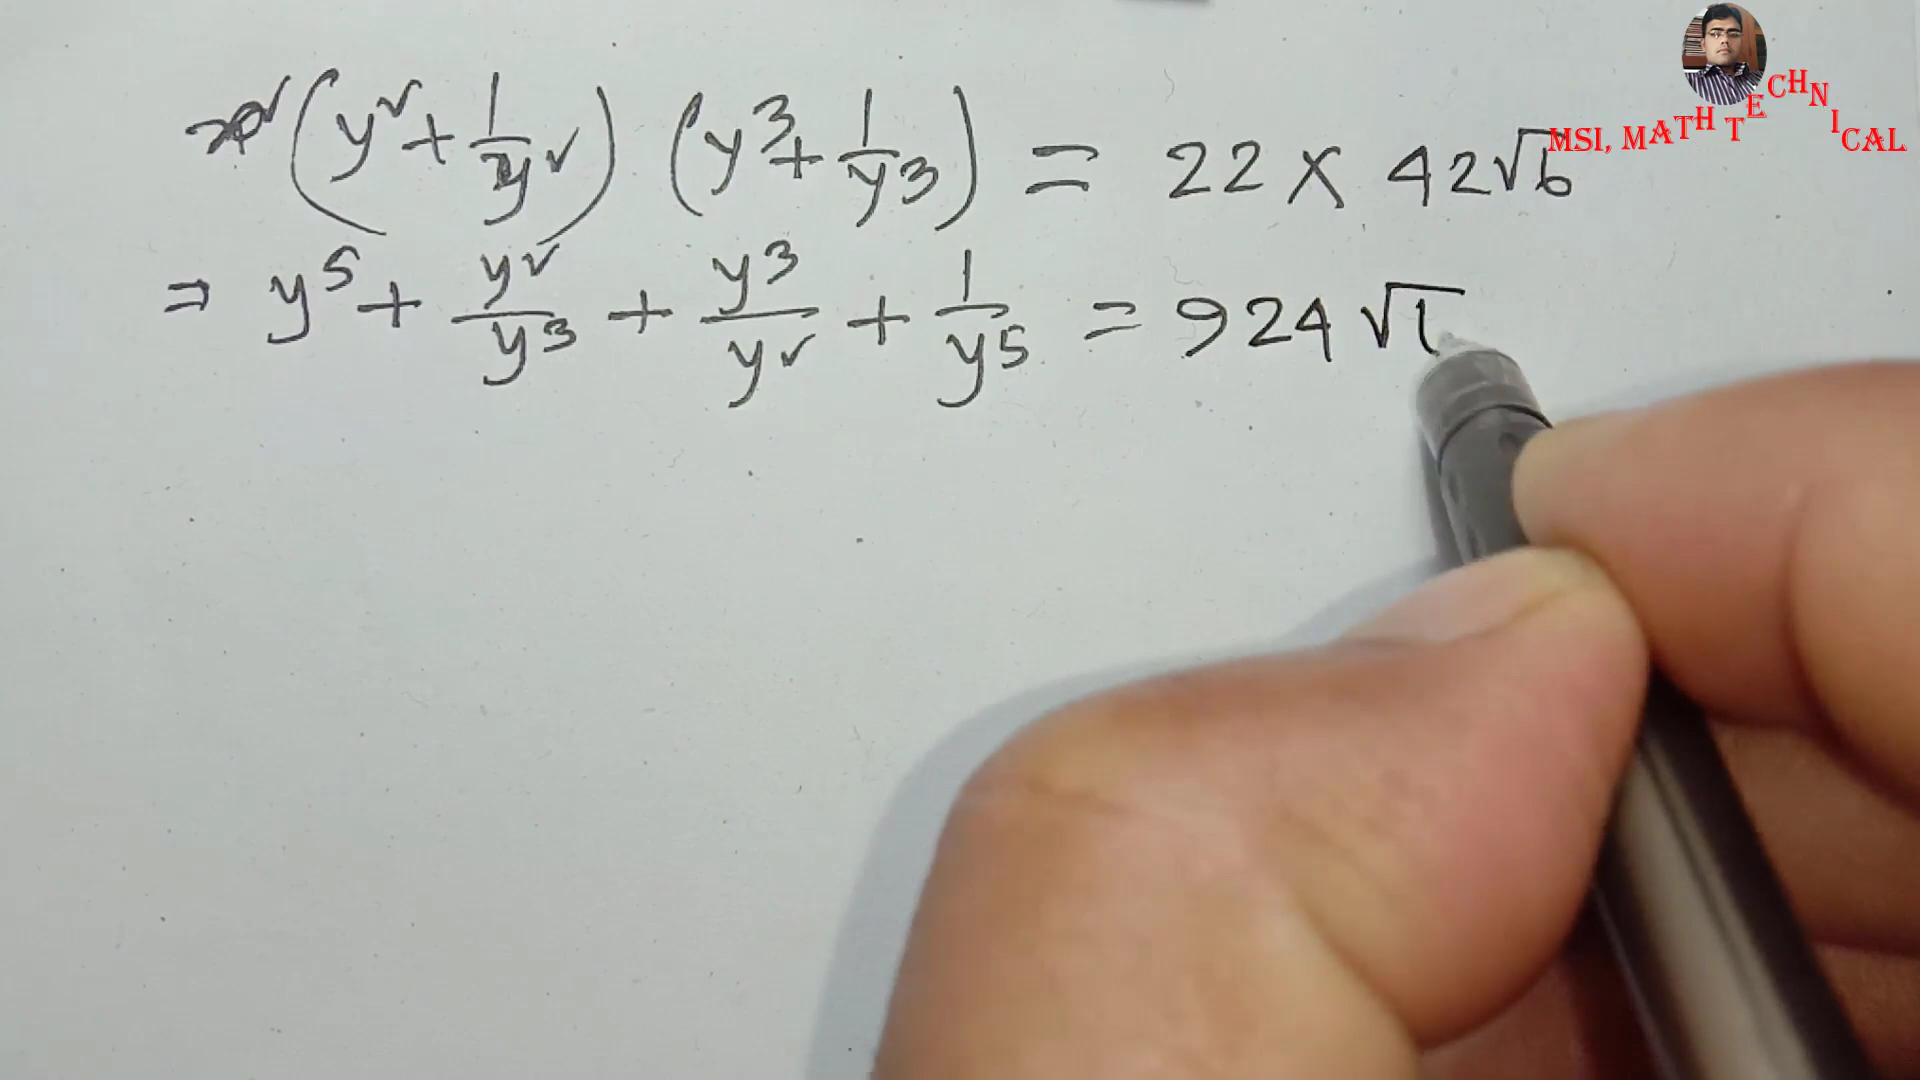 (y² + 1/y²) (y³ + 1/y³) = 22 × 42√6
⇒ y⁵ + y²/y³ + y³/y² + 1/y⁵ = 924√
MSI, MATH TECHNICAL